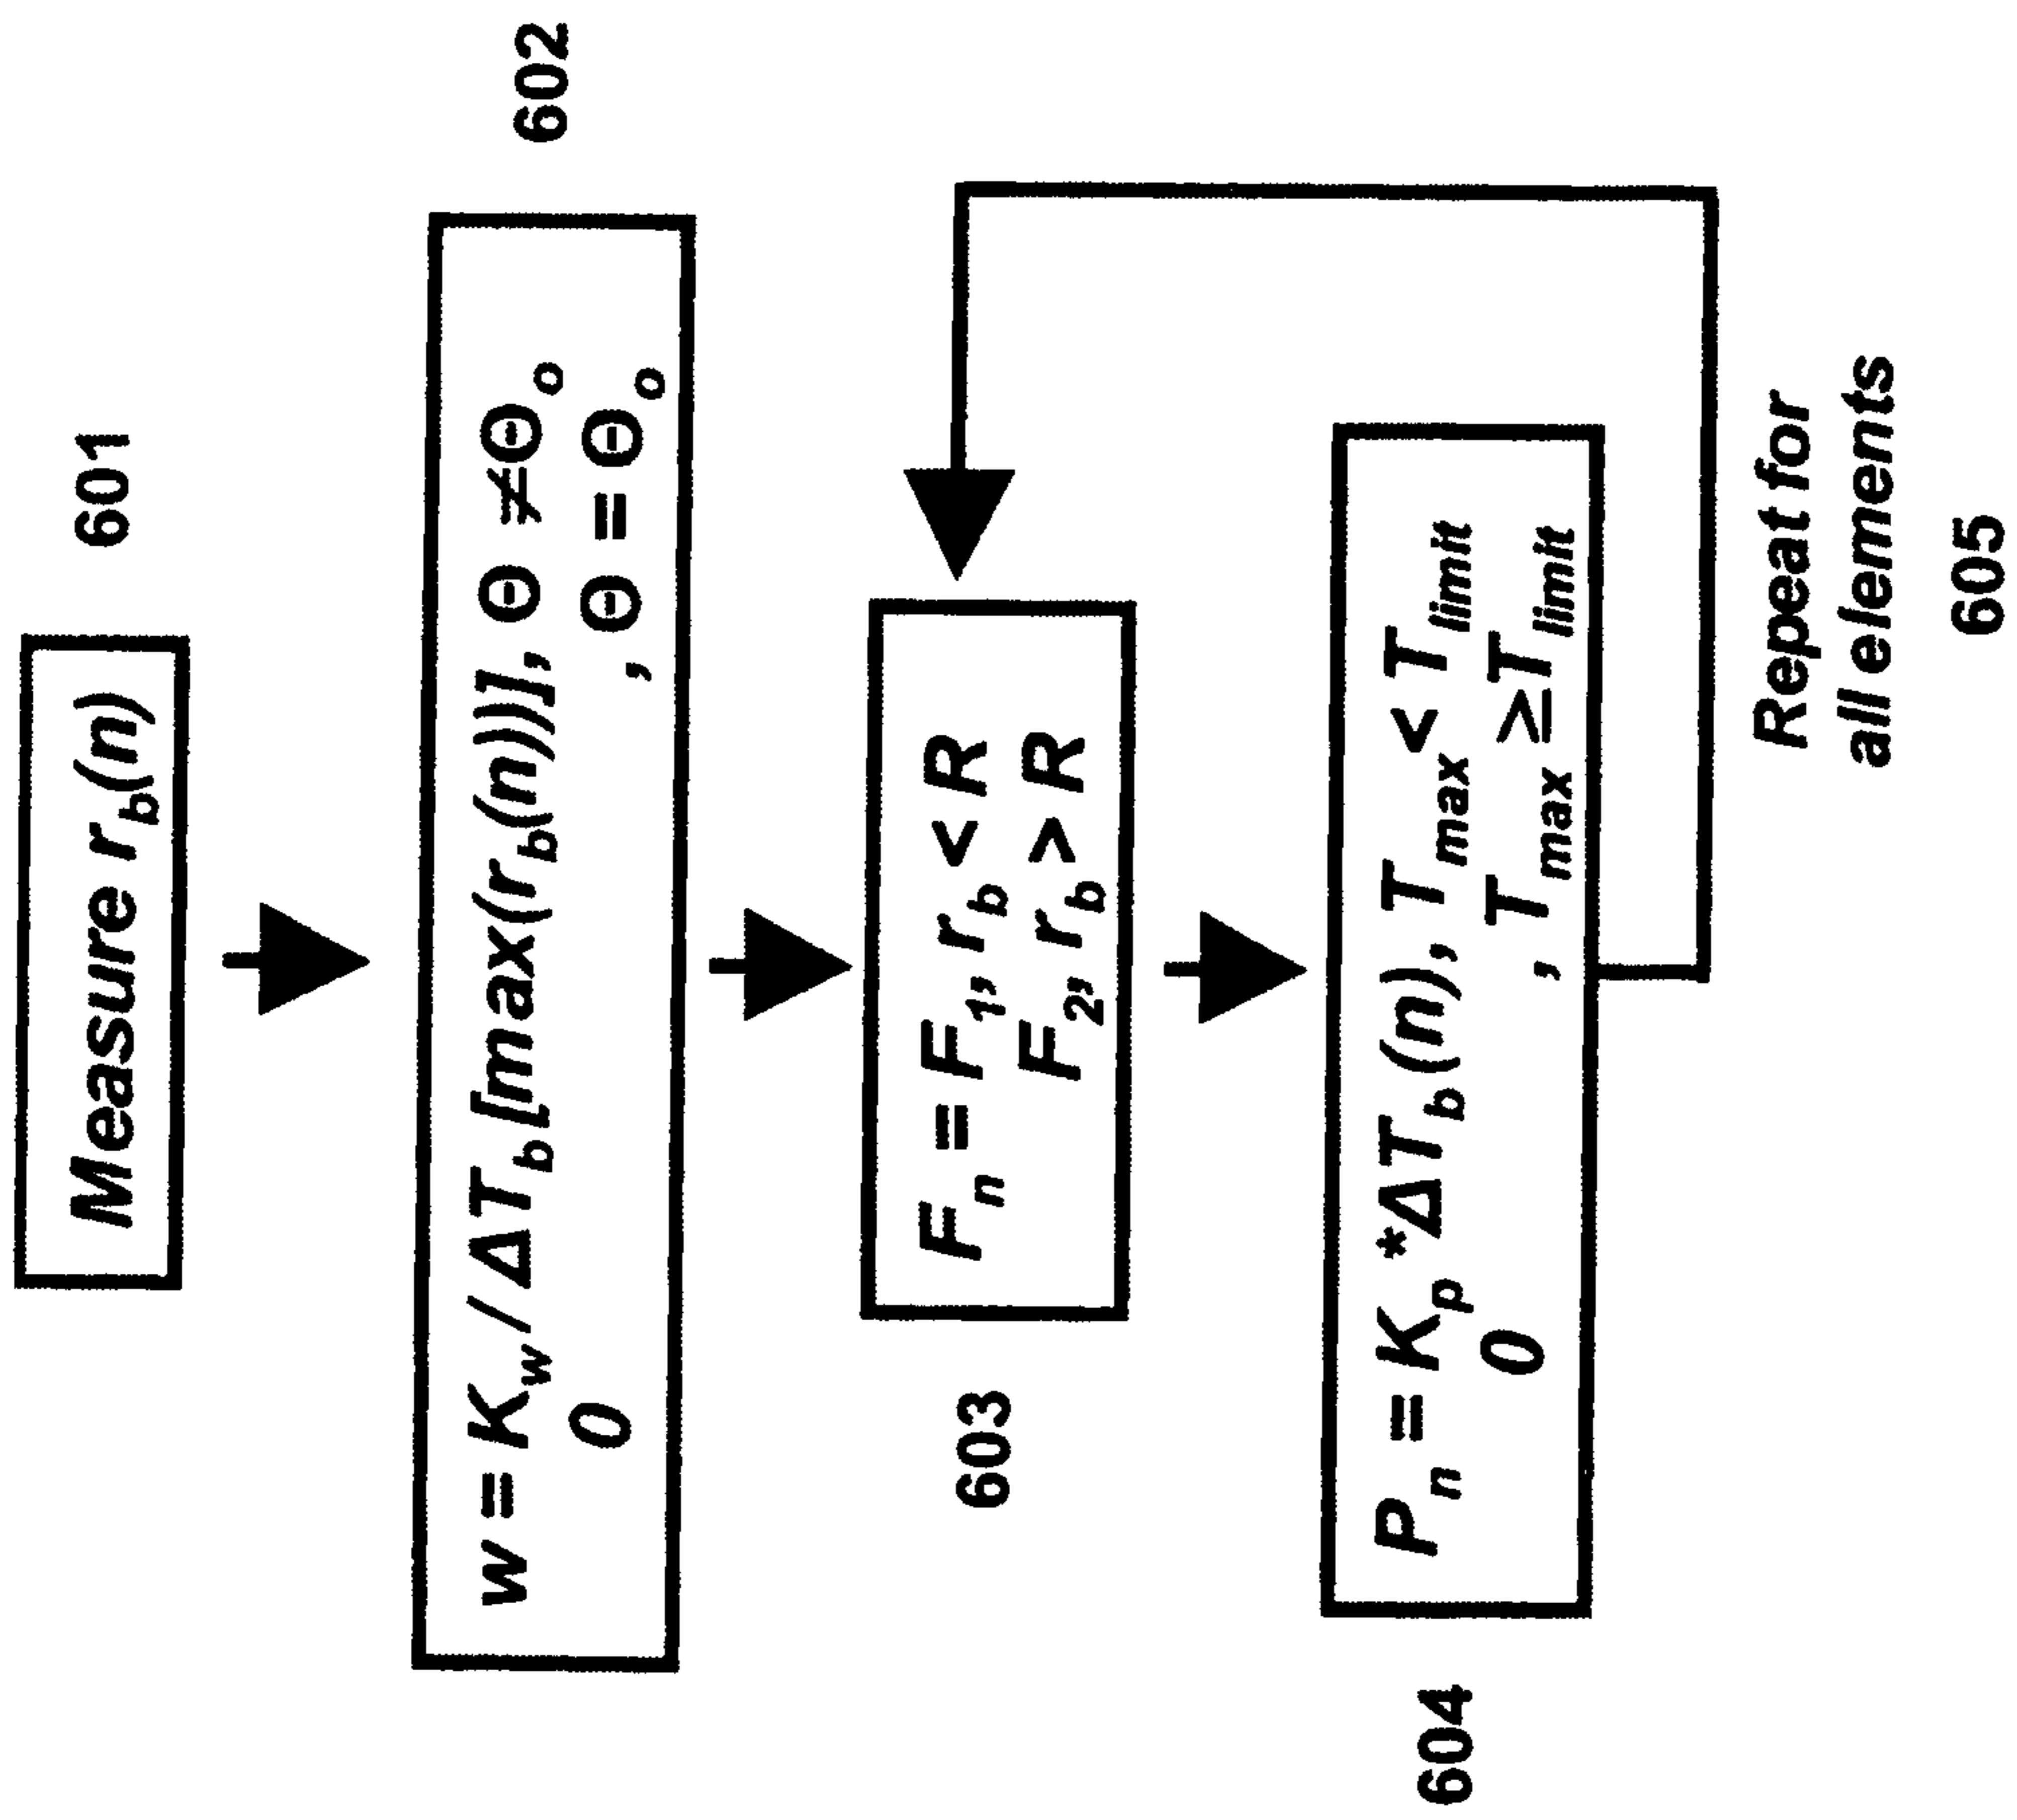 Measure r_b(n) 601
602
w = K_w / ΔT_b[max(r_b(n))], Θ ≠ Θ_o
0 , Θ = Θ_o
603
F_n = F_1, r_b < R
F_2, r_b > R
604
P_n = K_p*ΔT_b(n), T_max < T_limit
0 , T_max ≥ T_limit
Repeat for
all elements
605